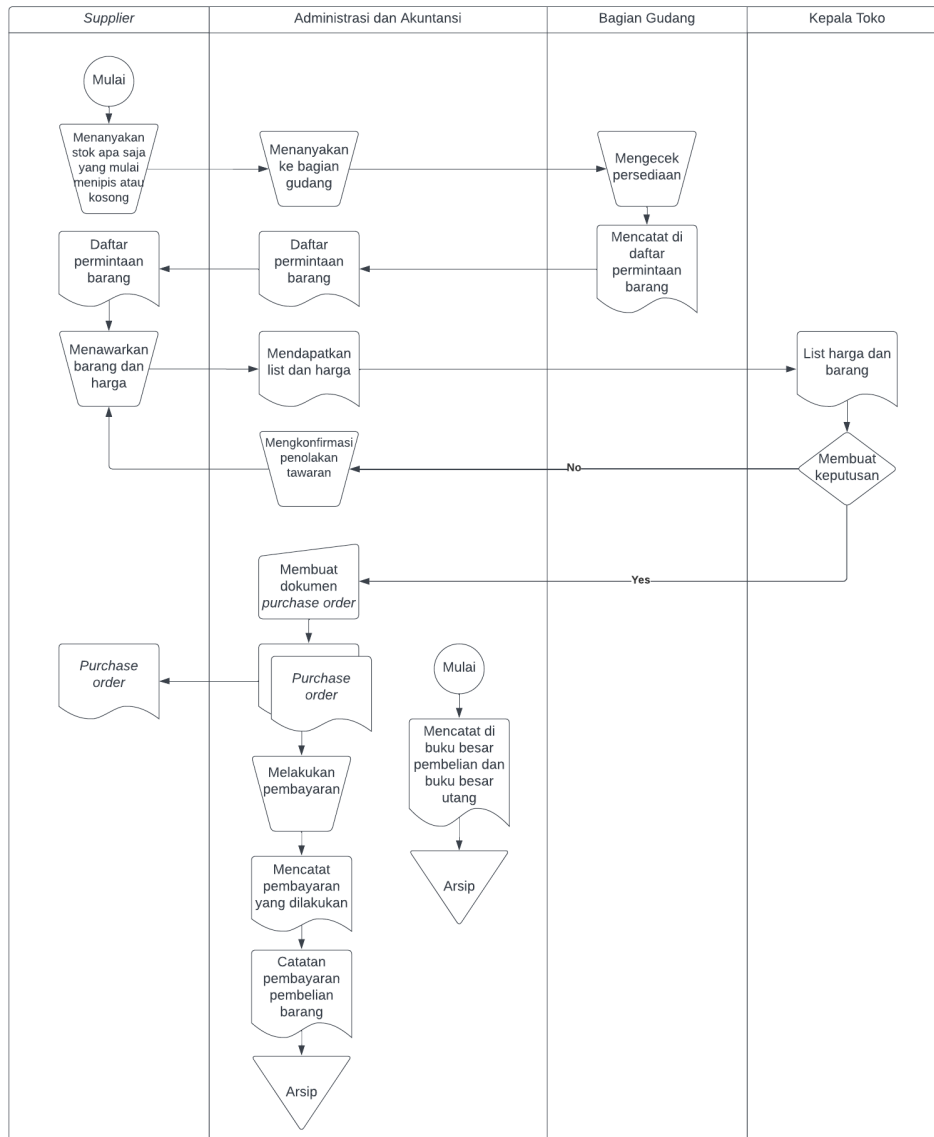 Supplier
Administrasi dan Akuntansi
Bagian Gudang
Kepala Toko
Mulai
Menanyakan
stok apa saja
yang mulai
menipis atau
kosong
Menanyakan
ke bagian
gudang
Mengecek
persediaan
Daftar
permintaan
barang
Daftar
permintaan
barang
Mencatat di
daftar
permintaan
barang
Menawarkan
barang dan
harga
Mendapatkan
list dan harga
List harga dan
barang
Mengkonfirmasi
penolakan
tawaran
No
Membuat
keputusan
Membuat
dokumen
purchase order
Yes
Purchase
order
Purchase
order
Mulai
Mencatat di
buku besar
pembelian dan
buku besar
utang
Melakukan
pembayaran
Arsip
Mencatat
pembayaran
yang dilakukan
Catatan
pembayaran
pembelian
barang
Arsip